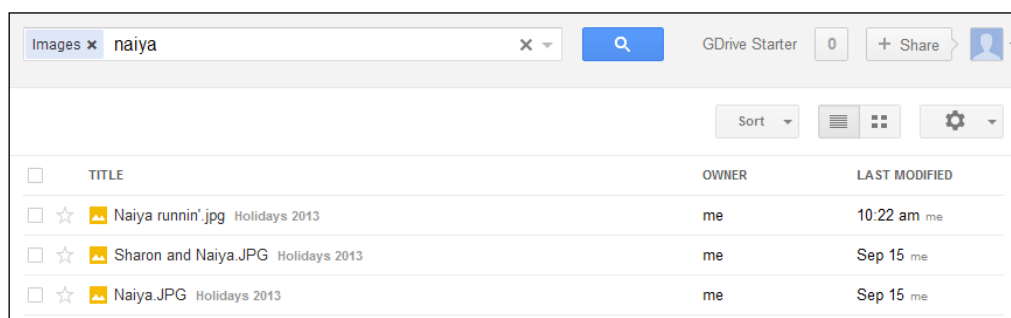 Images × naiya × GDrive Starter 0 + Share
Sort
TITLE OWNER LAST MODIFIED
Naiya runnin'.jpg Holidays 2013 me 10:22 am me
Sharon and Naiya.JPG Holidays 2013 me Sep 15 me
Naiya.JPG Holidays 2013 me Sep 15 me